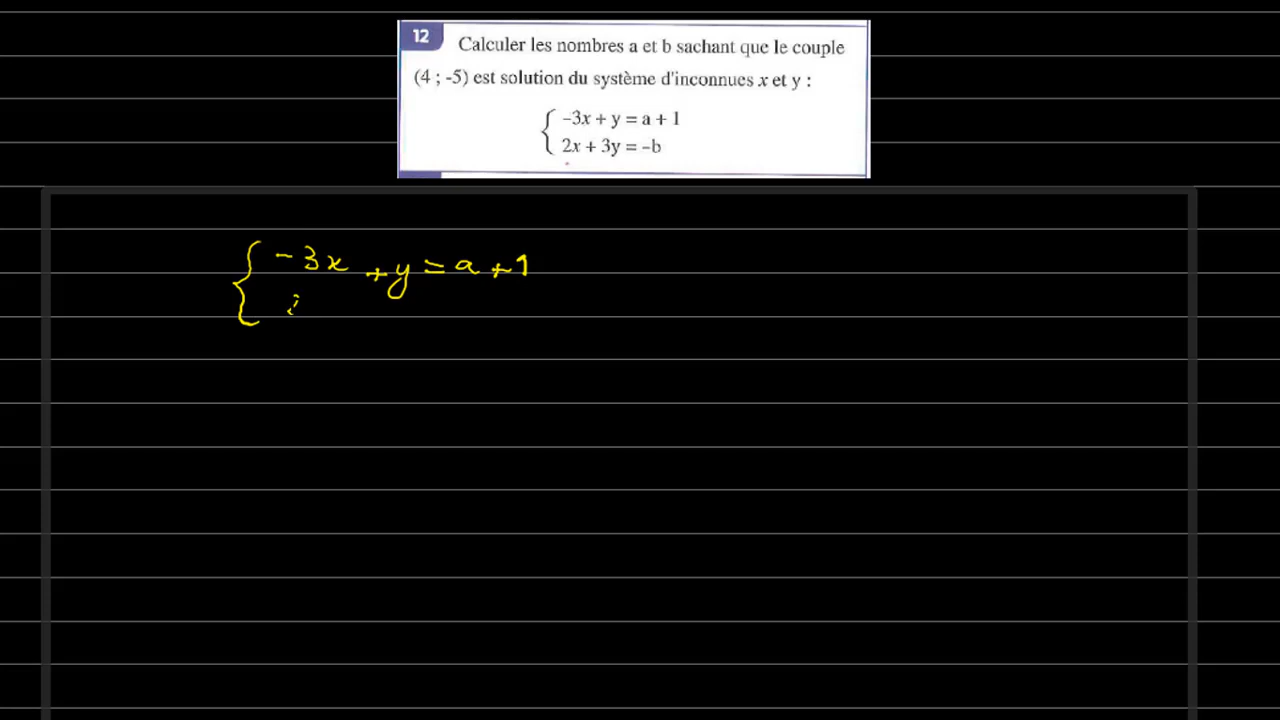 12 Calculer les nombres a et b sachant que le couple
(4 ; -5) est solution du système d'inconnues x et y :
-3x + y = a + 1
2x + 3y = -b
-3x + y = a + 1